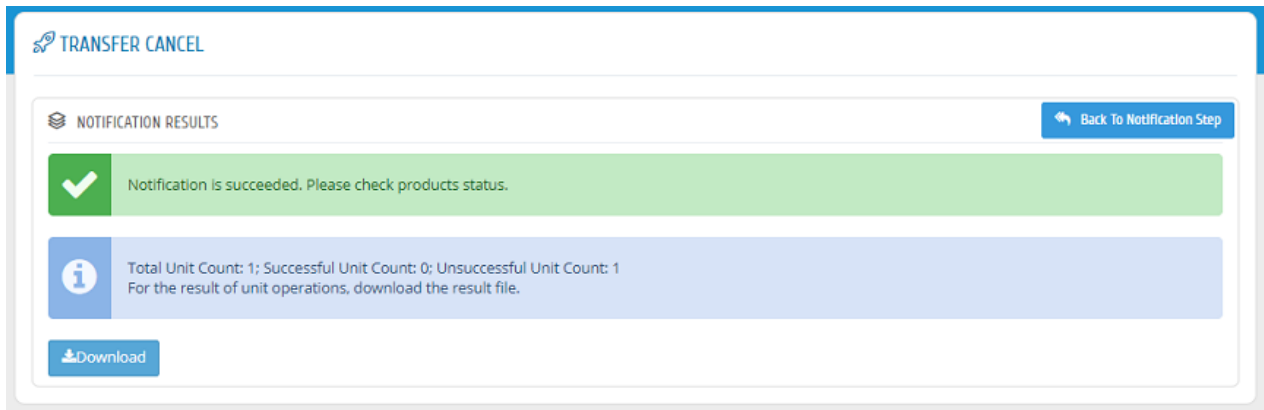 TRANSFER CANCEL
NOTIFICATION RESULTS
Back To Notification Step
Notification is succeeded. Please check products status.
Total Unit Count: 1; Successful Unit Count: 0; Unsuccessful Unit Count: 1
For the result of unit operations, download the result file.
Download